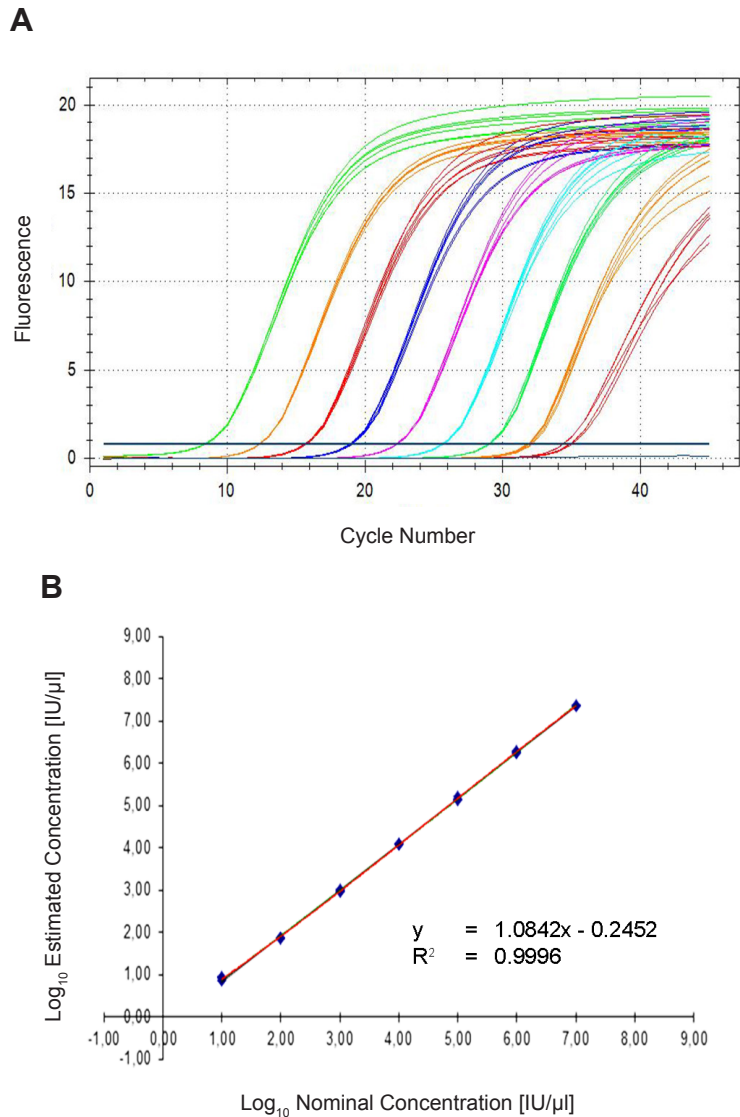 A
20
15
10
5
0
Fluorescence
0 10 20 30 40
Cycle Number
B
9,00
8,00
7,00
6,00
5,00
4,00
3,00
2,00
1,00
0,00
-1,00
Log₁₀ Estimated Concentration [IU/µl]
y = 1.0842x - 0.2452
R² = 0.9996
-1,00 0,00 1,00 2,00 3,00 4,00 5,00 6,00 7,00 8,00 9,00
Log₁₀ Nominal Concentration [IU/µl]